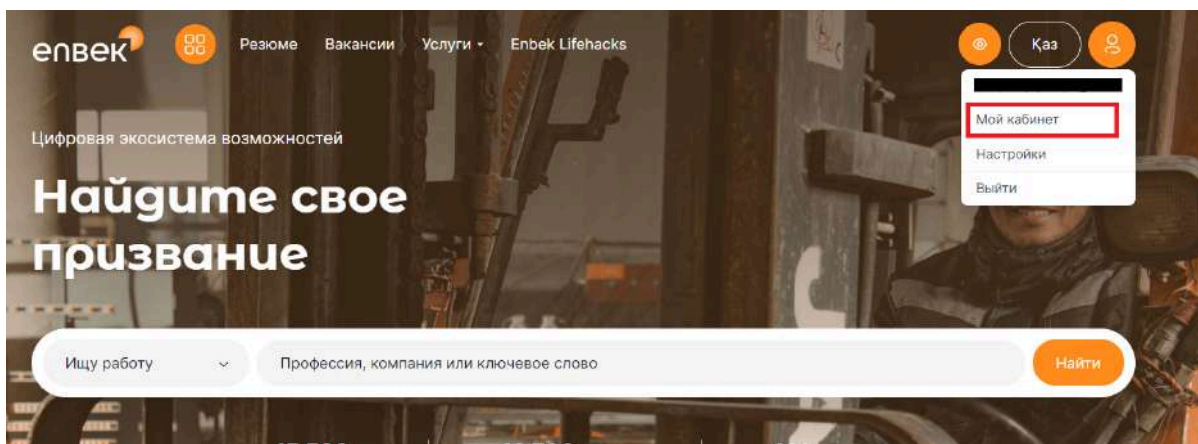 enbek
Резюме Вакансии Услуги Enbek Lifehacks
Қаз
Мой кабинет
Настройки
Выйти
Цифровая экосистема возможностей
Найдите свое
призвание
Ищу работу
Профессия, компания или ключевое слово
Найти